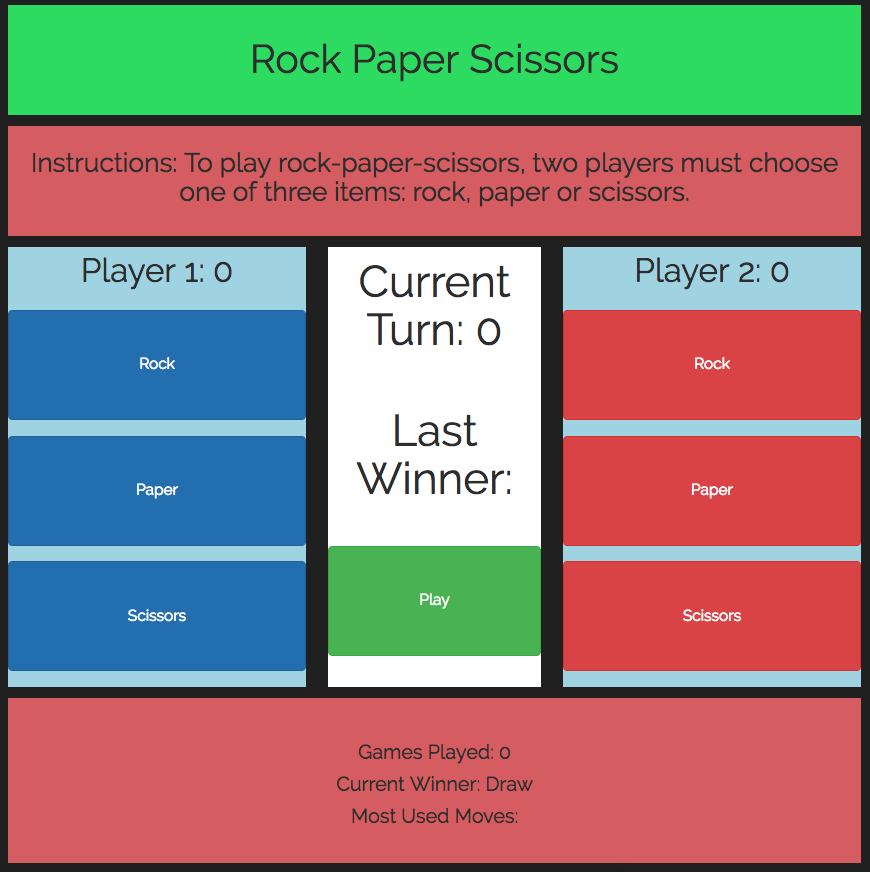 Rock Paper Scissors
Instructions: To play rock-paper-scissors, two players must choose
one of three items: rock, paper or scissors.
Player 1: 0
Rock
Paper
Scissors
Current
Turn: 0
Last
Winner:
Play
Player 2: 0
Rock
Paper
Scissors
Games Played: 0
Current Winner: Draw
Most Used Moves: